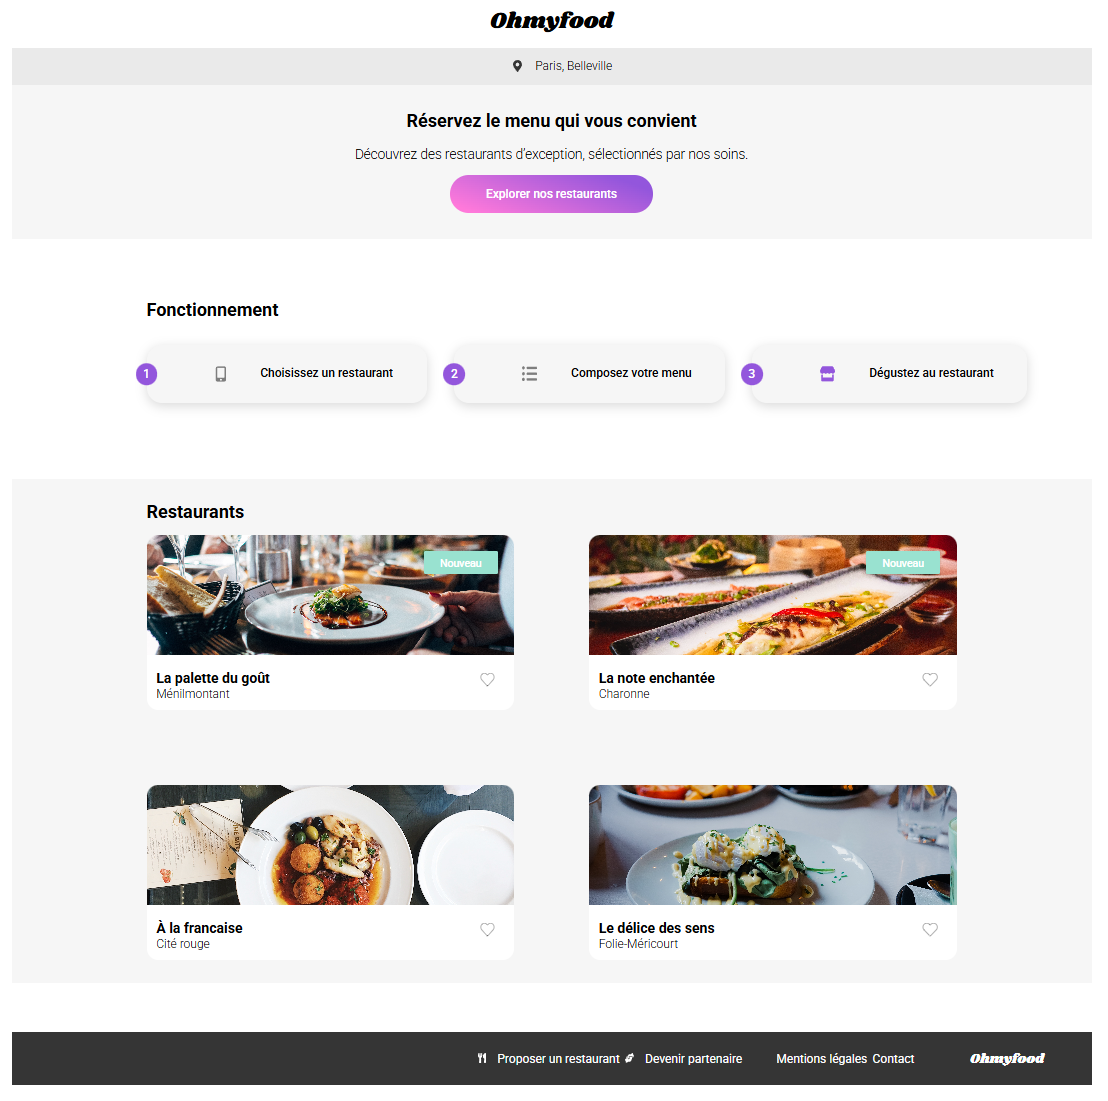 Ohmyfood
Paris, Belleville
Réservez le menu qui vous convient
Découvrez des restaurants d'exception, sélectionnés par nos soins.
Explorer nos restaurants
Fonctionnement
1 Choisissez un restaurant
2 Composez votre menu
3 Dégustez au restaurant
Restaurants
Nouveau
La palette du goût
Ménilmontant
Nouveau
La note enchantée
Charonne
À la francaise
Cité rouge
Le délice des sens
Folie-Méricourt
Proposer un restaurant Devenir partenaire Mentions légales Contact Ohmyfood